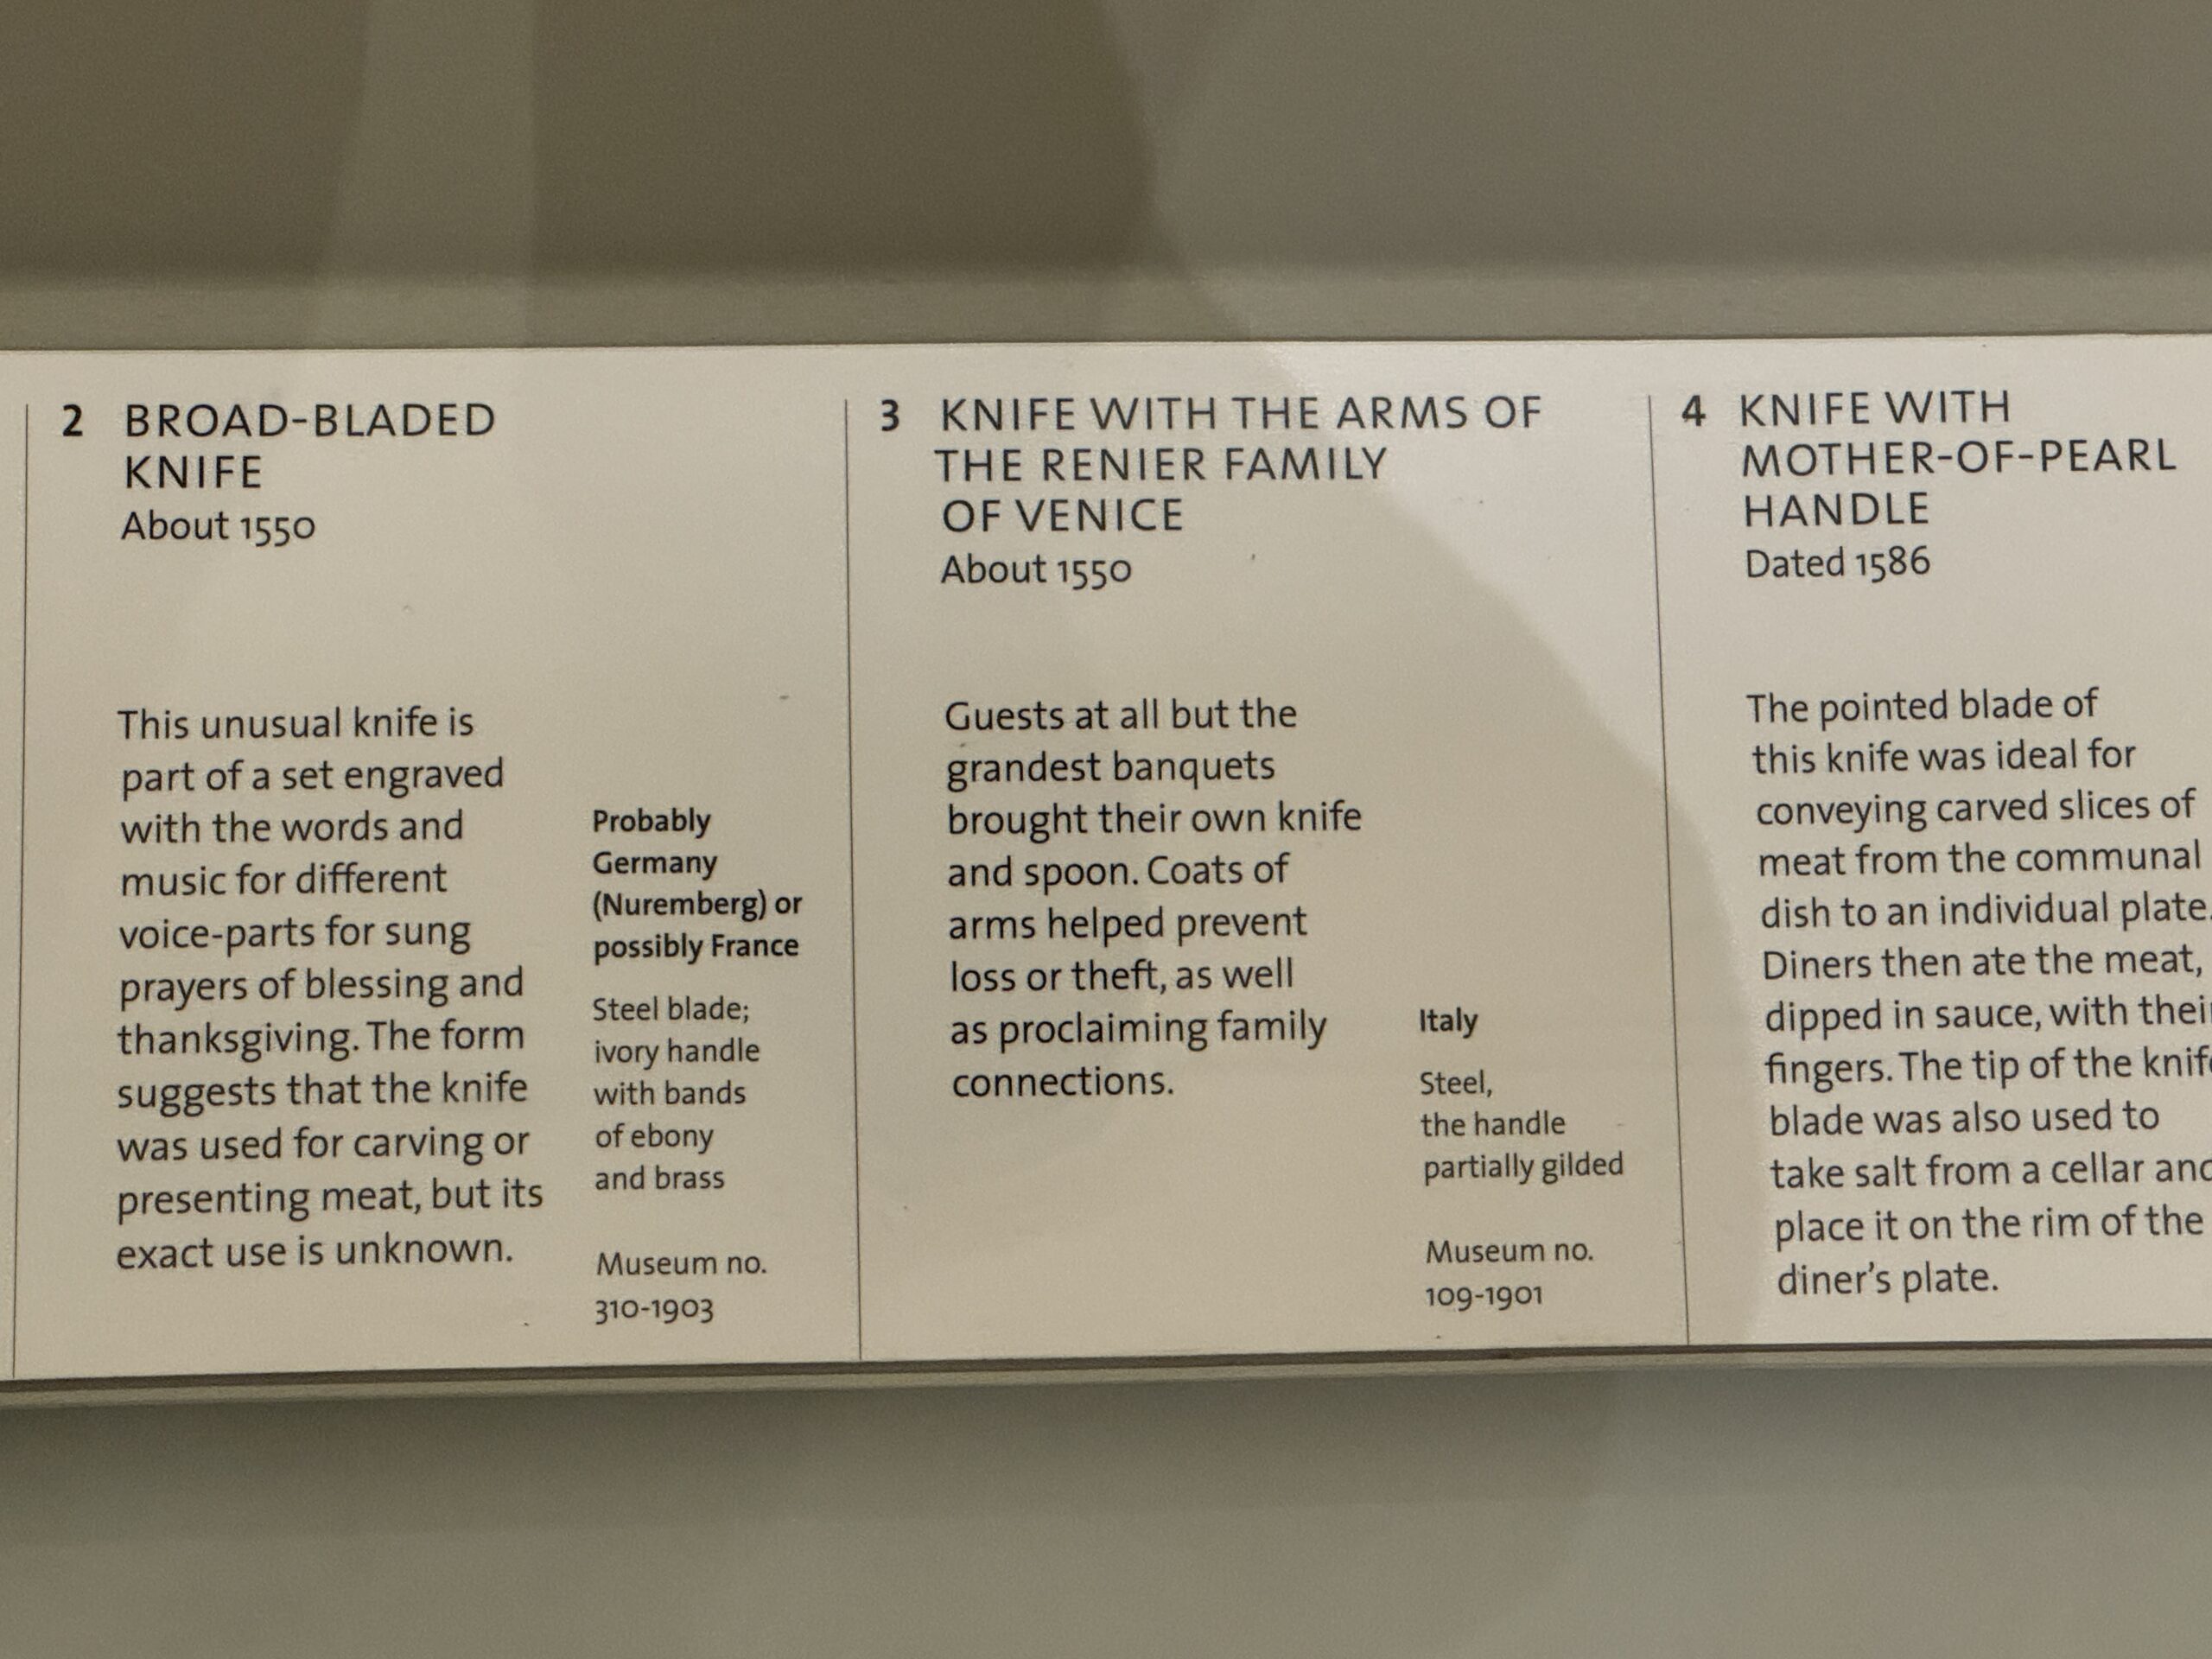 2 BROAD-BLADED
KNIFE
About 1550
This unusual knife is
part of a set engraved
with the words and
music for different
voice-parts for sung
prayers of blessing and
thanksgiving. The form
suggests that the knife
was used for carving or
presenting meat, but its
exact use is unknown.
Probably
Germany
(Nuremberg) or
possibly France
Steel blade;
ivory handle
with bands
of ebony
and brass
Museum no.
310-1903
3 KNIFE WITH THE ARMS OF
THE RENIER FAMILY
OF VENICE
About 1550
Guests at all but the
grandest banquets
brought their own knife
and spoon. Coats of
arms helped prevent
loss or theft, as well
as proclaiming family
connections.
Italy
Steel,
the handle
partially gilded
Museum no.
109-1901
4 KNIFE WITH
MOTHER-OF-PEARL
HANDLE
Dated 1586
The pointed blade of
this knife was ideal for
conveying carved slices of
meat from the communal
dish to an individual plate.
Diners then ate the meat,
dipped in sauce, with their
fingers. The tip of the knife
blade was also used to
take salt from a cellar and
place it on the rim of the
diner's plate.